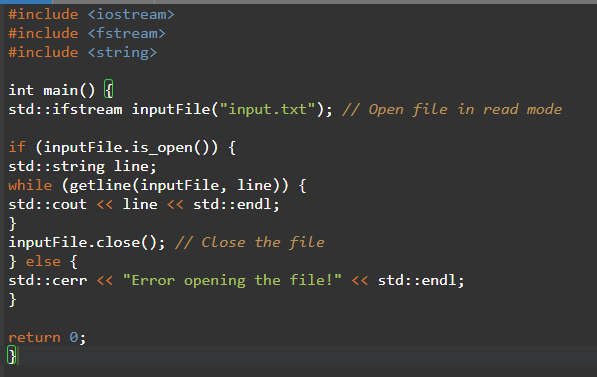 #include <iostream>
#include <fstream>
#include <string>
int main() {
std::ifstream inputFile("input.txt"); // Open file in read mode
if (inputFile.is_open()) {
std::string line;
while (getline(inputFile, line)) {
std::cout << line << std::endl;
}
inputFile.close(); // Close the file
} else {
std::cerr << "Error opening the file!" << std::endl;
}
return 0;
}